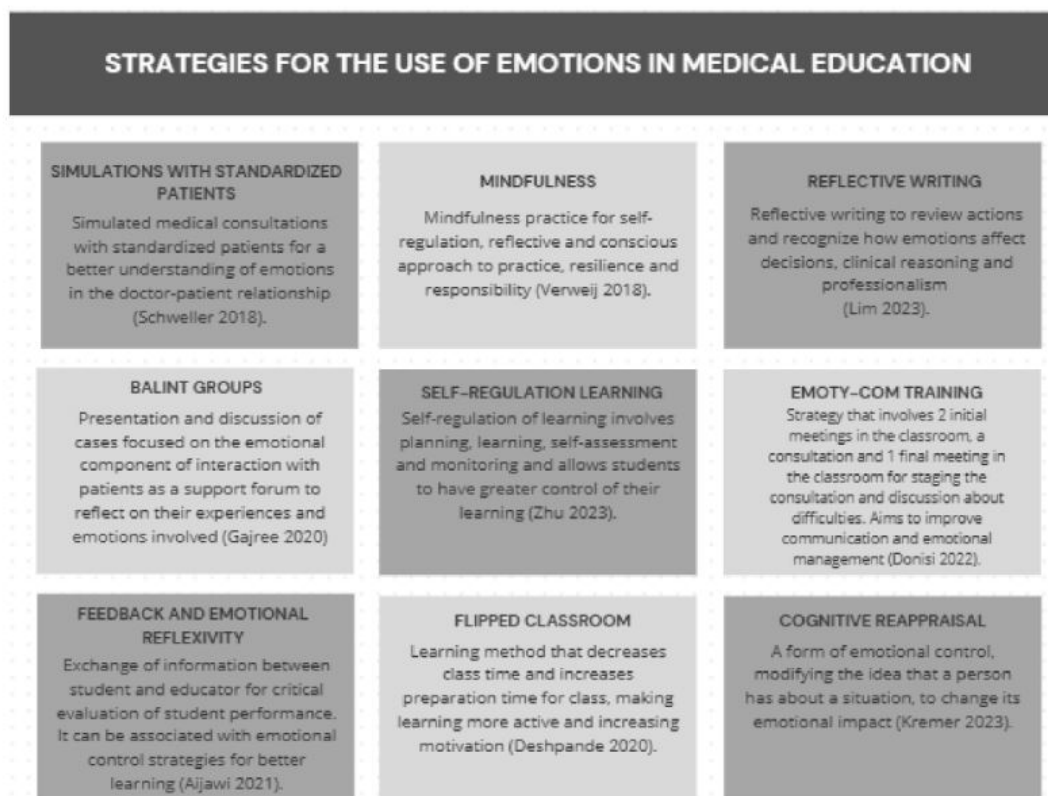 STRATEGIES FOR THE USE OF EMOTIONS IN MEDICAL EDUCATION
SIMULATIONS WITH STANDARDIZED
PATIENTS
Simulated medical consultations
with standardized patients for a
better understanding of emotions
in the doctor-patient relationship
(Schweller 2018).
MINDFULNESS
Mindfulness practice for self-
regulation, reflective and conscious
approach to practice, resilience and
responsibility (Verweij 2018).
REFLECTIVE WRITING
Reflective writing to review actions
and recognize how emotions affect
decisions, clinical reasoning and
professionalism
(Lim 2023).
BALINT GROUPS
Presentation and discussion of
cases focused on the emotional
component of interaction with
patients as a support forum to
reflect on their experiences and
emotions involved (Gajree 2020)
SELF-REGULATION LEARNING
Self-regulation of learning involves
planning, learning, self-assessment
and monitoring and allows students
to have greater control of their
learning (Zhu 2023).
EMOTY-COM TRAINING
Strategy that involves 2 initial
meetings in the classroom, a
consultation and 1 final meeting in
the classroom for staging the
consultation and discussion about
difficulties. Aims to improve
communication and emotional
management (Donisi 2022).
FEEDBACK AND EMOTIONAL
REFLEXIVITY
Exchange of information between
student and educator for critical
evaluation of student performance.
It can be associated with emotional
control strategies for better
learning (Aijawi 2021).
FLIPPED CLASSROOM
Learning method that decreases
class time and increases
preparation time for class, making
learning more active and increasing
motivation (Deshpande 2020).
COGNITIVE REAPPRAISAL
A form of emotional control,
modifying the idea that a person
has about a situation, to change its
emotional impact (Kremer 2023).